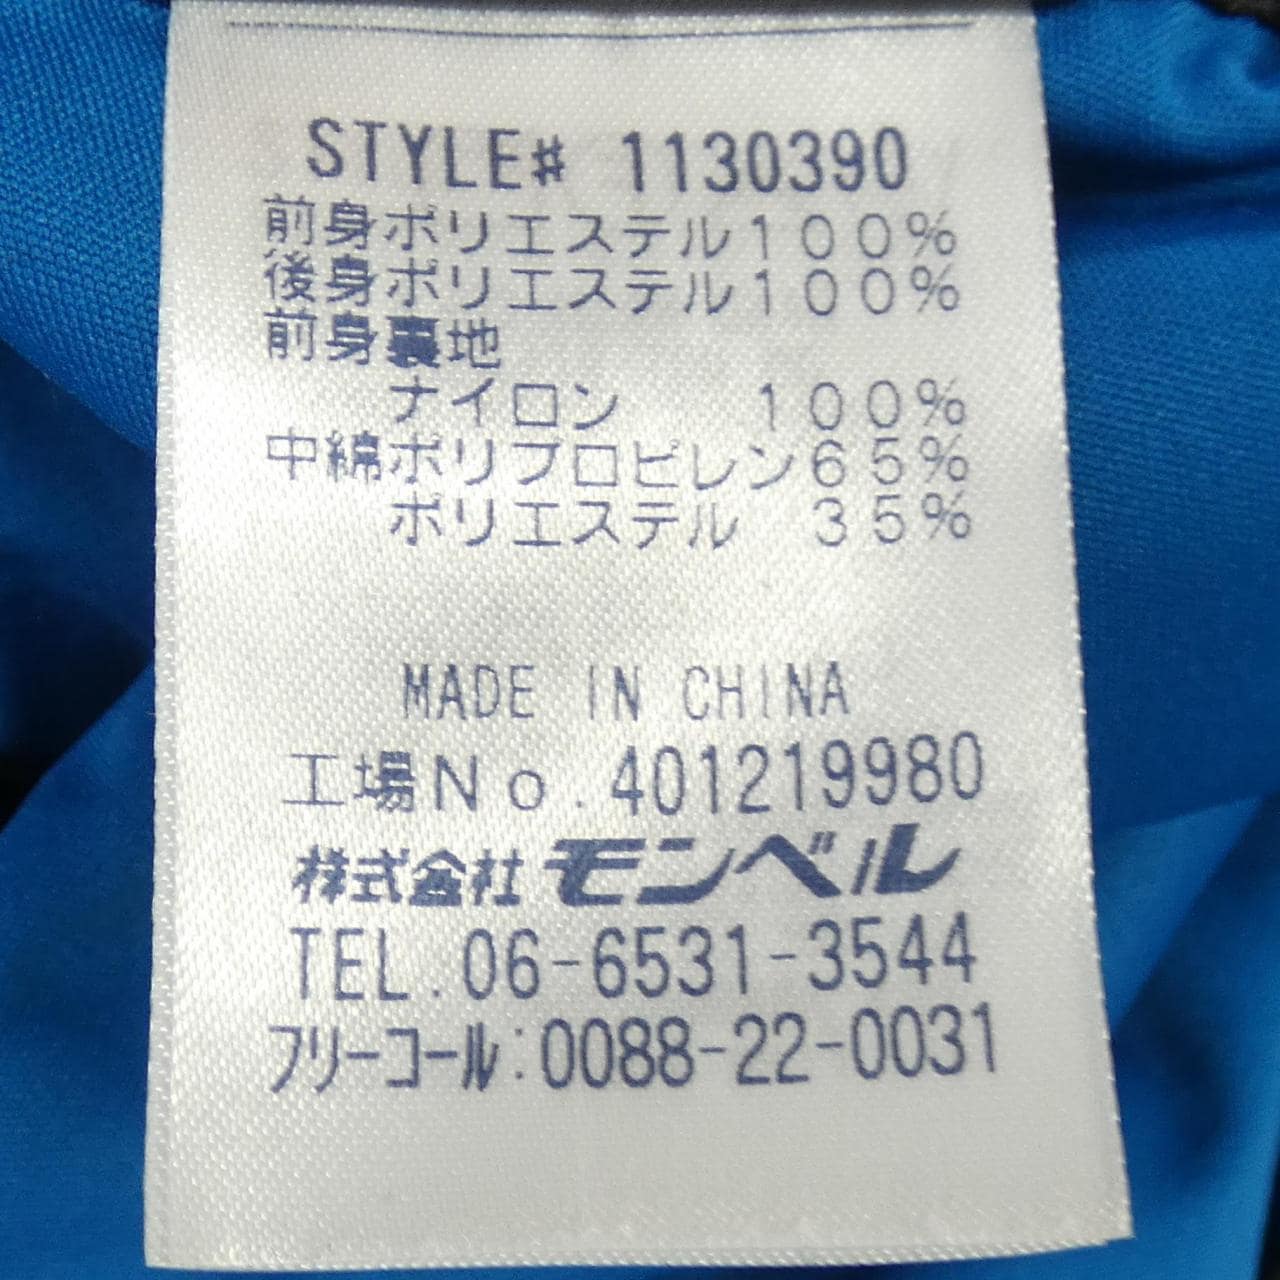 STYLE# 1130390
前身ポリエステル100%
後身ポリエステル100%
前身裏地
ナイロン 100%
中綿ポリプロピレン65%
ポリエステル 35%
MADE IN CHINA
工場No.401219980
株式会社モンベル
TEL.06-6531-3544
フリーコール:0088-22-0031